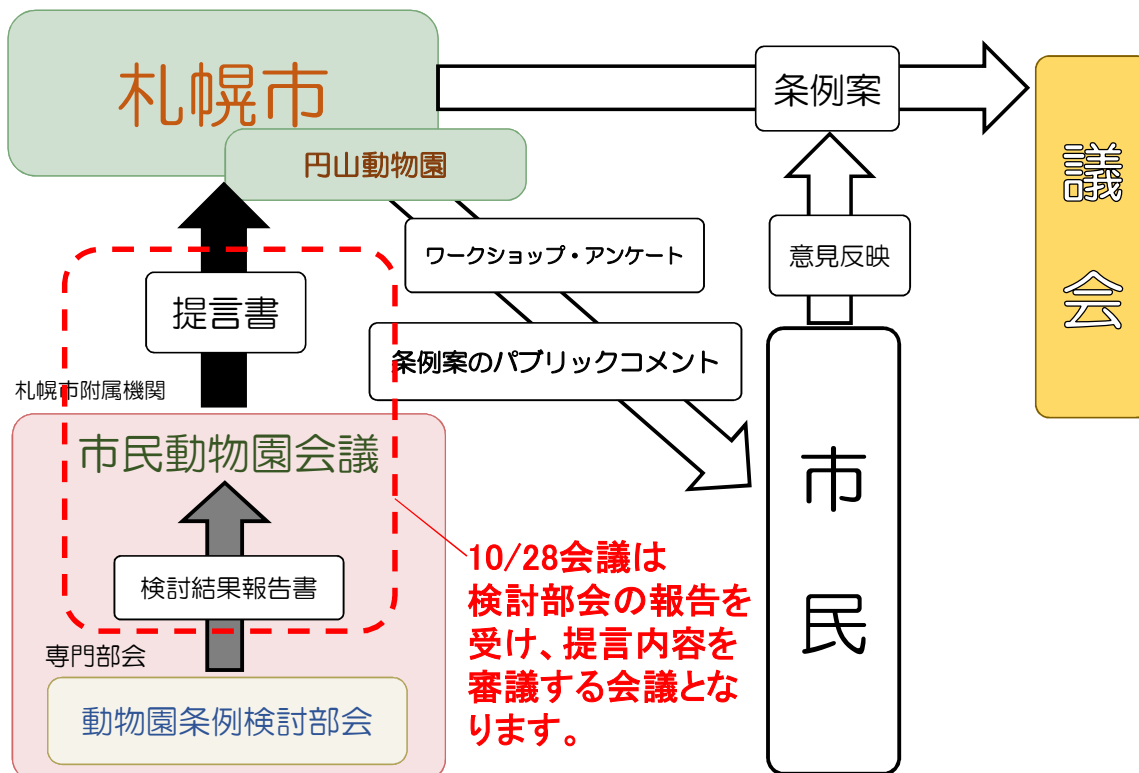 札幌市
円山動物園
条例案
議会
ワークショップ・アンケート
意見反映
提言書
条例案のパブリックコメント
札幌市附属機関
市民動物園会議
市民
検討結果報告書
10/28会議は
検討部会の報告を
受け、提言内容を
審議する会議とな
ります。
専門部会
動物園条例検討部会